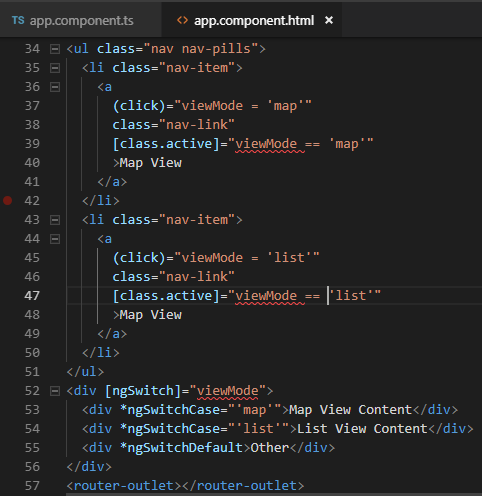 TS app.component.ts <> app.component.html ×
34 <ul class="nav nav-pills">
35 <li class="nav-item">
36 <a
37 (click)="viewMode = 'map'"
38 class="nav-link"
39 [class.active]="viewMode == 'map'"
40 >Map View
41 </a>
42 </li>
43 <li class="nav-item">
44 <a
45 (click)="viewMode = 'list'"
46 class="nav-link"
47 [class.active]="viewMode == 'list'"
48 >Map View
49 </a>
50 </li>
51 </ul>
52 <div [ngSwitch]="viewMode">
53 <div *ngSwitchCase="'map'">Map View Content</div>
54 <div *ngSwitchCase="'list'">List View Content</div>
55 <div *ngSwitchDefault>Other</div>
56 </div>
57 <router-outlet></router-outlet>